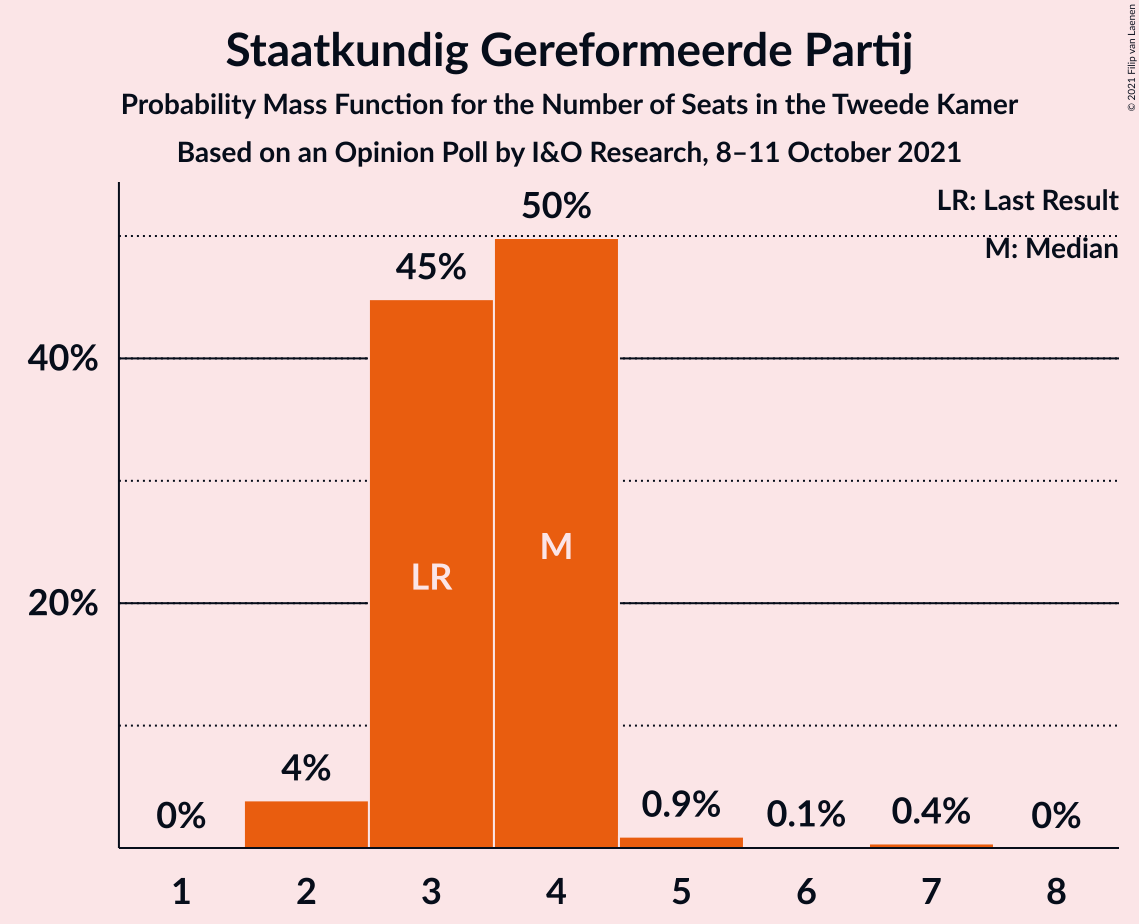 Staatkundig Gereformeerde Partij
Probability Mass Function for the Number of Seats in the Tweede Kamer
Based on an Opinion Poll by I&O Research, 8–11 October 2021
© 2021 Filip van Laenen
LR: Last Result
M: Median
50%
45%
40%
M
LR
20%
4%
0%
0.9%
0.1%
0.4%
0%
1 2 3 4 5 6 7 8